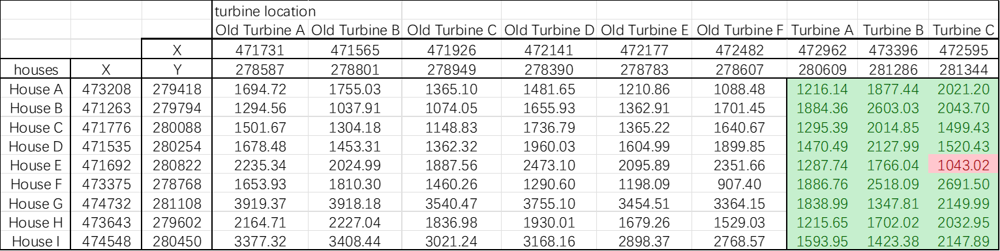 turbine location
Old Turbine A Old Turbine B Old Turbine C Old Turbine D Old Turbine E Old Turbine F Turbine A Turbine B Turbine C
X 471731 471565 471926 472141 472177 472482 472962 473396 472595
houses X Y 278587 278801 278949 278390 278783 278607 280609 281286 281344
House A 473208 279418 1694.72 1755.03 1365.10 1481.65 1210.86 1088.48 1216.14 1877.44 2021.20
House B 471263 279794 1294.56 1037.91 1074.05 1655.93 1362.91 1701.45 1884.36 2603.03 2043.70
House C 471776 280088 1501.67 1304.18 1148.83 1736.79 1365.22 1640.67 1295.39 2014.85 1499.43
House D 471535 280254 1678.48 1453.31 1362.32 1960.03 1604.99 1899.85 1470.49 2127.99 1520.43
House E 471692 280822 2235.34 2024.99 1887.56 2473.10 2095.89 2351.66 1287.74 1766.04 1043.02
House F 473375 278768 1653.93 1810.30 1460.26 1290.60 1198.09 907.40 1886.76 2518.09 2691.50
House G 474732 281108 3919.37 3918.18 3540.47 3755.10 3454.51 3364.15 1838.99 1347.81 2149.99
House H 473643 279602 2164.71 2227.04 1836.98 1930.01 1679.26 1529.03 1215.65 1702.02 2032.95
House I 474548 280450 3377.32 3408.44 3021.24 3168.16 2898.37 2768.57 1593.95 1423.38 2147.89